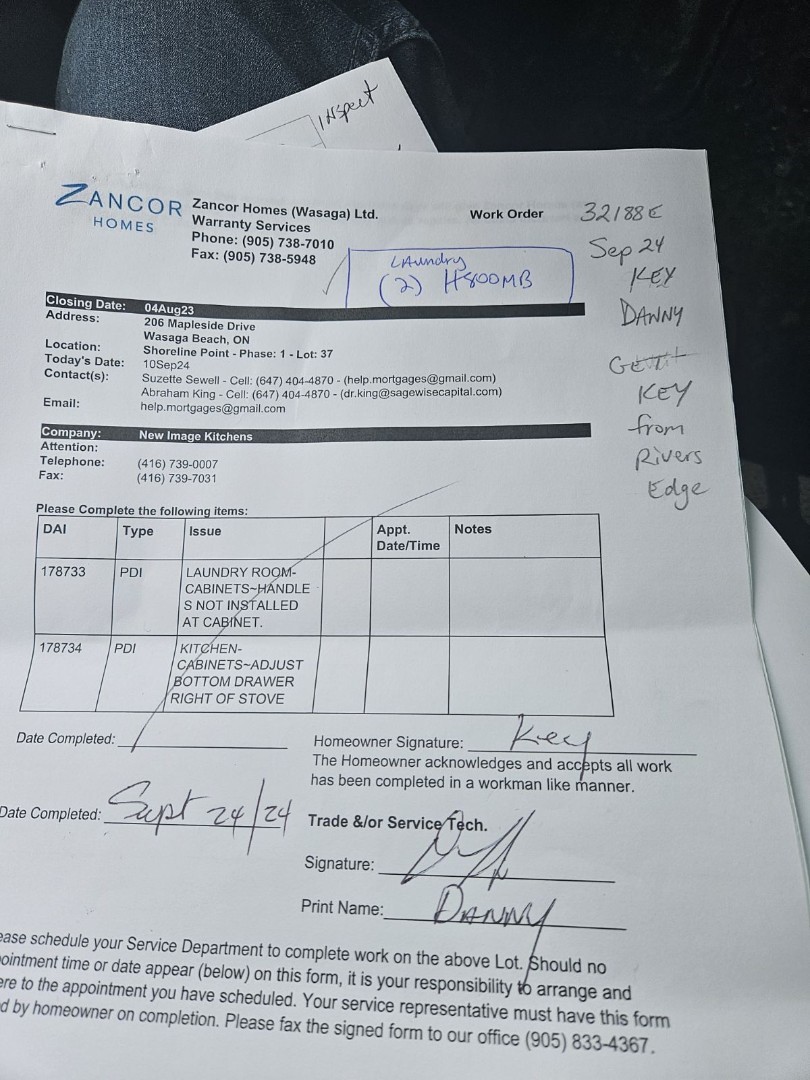 Inspect
ZANCOR
HOMES
Zancor Homes (Wasaga) Ltd.
Warranty Services
Phone: (905) 738-7010
Fax: (905) 738-5948
Work Order
32188E
Sep 24
KEY
DANNY
GET
KEY
from
Rivers
Edge
Laundry
(2) H800MB
Closing Date: 04Aug23
Address: 206 Mapleside Drive
Wasaga Beach, ON
Location: Shoreline Point - Phase: 1 - Lot: 37
Today's Date: 10Sep24
Contact(s): Suzette Sewell - Cell: (647) 404-4870 - (help.mortgages@gmail.com)
Abraham King - Cell: (647) 404-4870 - (dr.king@sagewisecapital.com)
Email: help.mortgages@gmail.com
Company: New Image Kitchens
Attention:
Telephone: (416) 739-0007
Fax: (416) 739-7031
Please Complete the following items:
DAI Type Issue Appt. Date/Time Notes
178733 PDI LAUNDRY ROOM-
CABINETS~HANDLE
S NOT INSTALLED
AT CABINET.
178734 PDI KITCHEN-
CABINETS~ADJUST
BOTTOM DRAWER
RIGHT OF STOVE
Date Completed:
Homeowner Signature: Key
The Homeowner acknowledges and accepts all work
has been completed in a workman like manner.
Date Completed: Sept 24/24
Trade &/or Service Tech.
Signature:
Print Name: DANNY
ease schedule your Service Department to complete work on the above Lot. Should no
ointment time or date appear (below) on this form, it is your responsibility to arrange and
ere to the appointment you have scheduled. Your service representative must have this form
d by homeowner on completion. Please fax the signed form to our office (905) 833-4367.